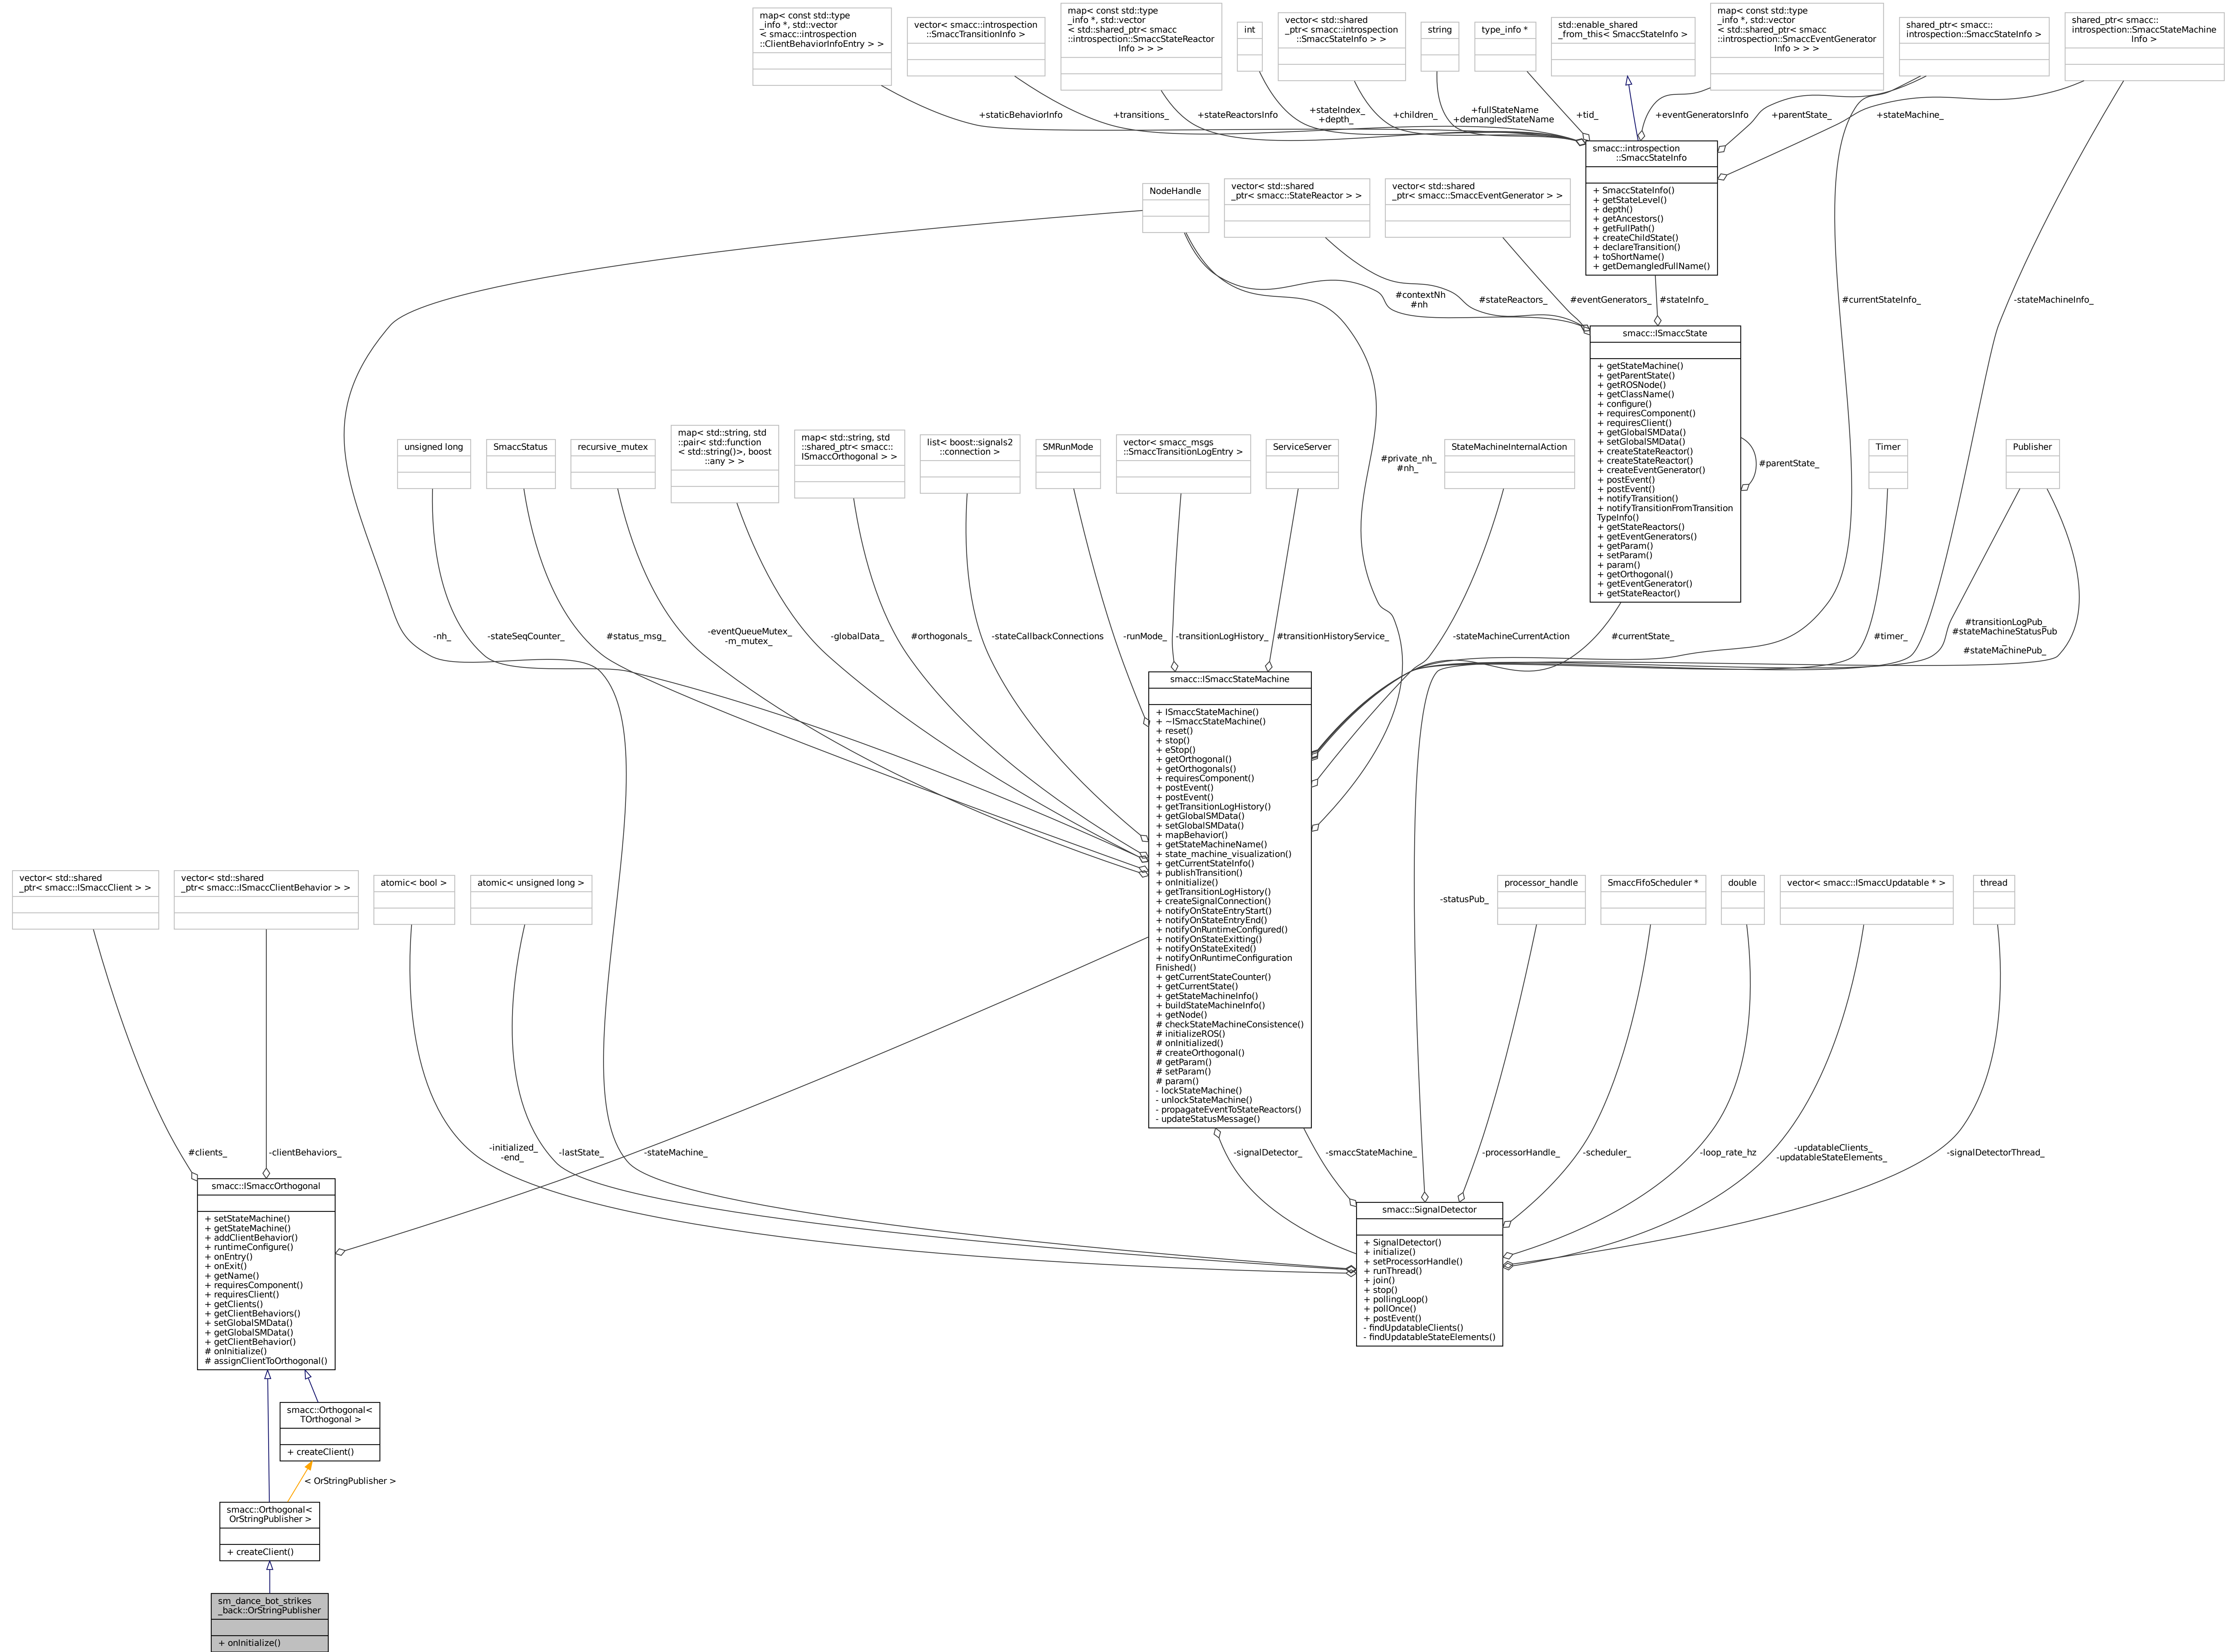 map< const std::type
_info *, std::vector
< smacc::introspection
::ClientBehaviorInfoEntry > >
vector< smacc::introspection
::SmaccTransitionInfo >
map< const std::type
_info *, std::vector
< std::shared_ptr< smacc
::introspection::SmaccStateReactor
Info > > >
int
vector< std::shared
_ptr< smacc::introspection
::SmaccStateInfo > >
string
type_info *
std::enable_shared
_from_this< SmaccStateInfo >
map< const std::type
_info *, std::vector
< std::shared_ptr< smacc
::introspection::SmaccEventGenerator
Info > > >
shared_ptr< smacc::
introspection::SmaccStateInfo >
shared_ptr< smacc::
introspection::SmaccStateMachine
Info >
+staticBehaviorInfo
+transitions_
+stateReactorsInfo
+stateIndex_
+depth_
+children_
+fullStateName
+demangledStateName
+tid_
+eventGeneratorsInfo
+parentState_
+stateMachine_
smacc::introspection
::SmaccStateInfo
+ SmaccStateInfo()
+ getStateLevel()
+ depth()
+ getAncestors()
+ getFullPath()
+ createChildState()
+ declareTransition()
+ toShortName()
+ getDemangledFullName()
NodeHandle
vector< std::shared
_ptr< smacc::StateReactor > >
vector< std::shared
_ptr< smacc::SmaccEventGenerator > >
#contextNh
#nh
#stateReactors_
#eventGenerators_
#stateInfo_
#currentStateInfo_
-stateMachineInfo_
smacc::ISmaccState
+ getStateMachine()
+ getParentState()
+ getROSNode()
+ getClassName()
+ configure()
+ requiresComponent()
+ requiresClient()
+ getGlobalSMData()
+ setGlobalSMData()
+ createStateReactor()
+ createStateReactor()
+ createEventGenerator()
+ postEvent()
+ postEvent()
+ notifyTransition()
+ notifyTransitionFromTransition
TypeInfo()
+ getStateReactors()
+ getEventGenerators()
+ getParam()
+ setParam()
+ param()
+ getOrthogonal()
+ getEventGenerator()
+ getStateReactor()
#parentState_
unsigned long
SmaccStatus
recursive_mutex
map< std::string, std
::pair< std::function
< std::string()>, boost
::any > >
map< std::string, std
::shared_ptr< smacc::
ISmaccOrthogonal > >
list< boost::signals2
::connection >
SMRunMode
vector< smacc_msgs
::SmaccTransitionLogEntry >
ServiceServer
#private_nh_
#nh_
StateMachineInternalAction
Timer
Publisher
-nh_
-stateSeqCounter_
#status_msg_
-eventQueueMutex_
-m_mutex_
-globalData_
#orthogonals_
-stateCallbackConnections
-runMode_
-transitionLogHistory_
#transitionHistoryService_
-stateMachineCurrentAction
#currentState_
#timer_
#transitionLogPub_
#stateMachineStatusPub
_
#stateMachinePub_
smacc::ISmaccStateMachine
+ ISmaccStateMachine()
+ ~ISmaccStateMachine()
+ reset()
+ stop()
+ eStop()
+ getOrthogonal()
+ getOrthogonals()
+ requiresComponent()
+ postEvent()
+ postEvent()
+ getTransitionLogHistory()
+ getGlobalSMData()
+ setGlobalSMData()
+ mapBehavior()
+ getStateMachineName()
+ state_machine_visualization()
+ getCurrentStateInfo()
+ publishTransition()
+ onInitialize()
+ getTransitionLogHistory()
+ createSignalConnection()
+ notifyOnStateEntryStart()
+ notifyOnStateEntryEnd()
+ notifyOnRuntimeConfigured()
+ notifyOnStateExitting()
+ notifyOnStateExited()
+ notifyOnRuntimeConfiguration
Finished()
+ getCurrentStateCounter()
+ getCurrentState()
+ getStateMachineInfo()
+ buildStateMachineInfo()
+ getNode()
# checkStateMachineConsistence()
# initializeROS()
# onInitialized()
# createOrthogonal()
# getParam()
# setParam()
# param()
- lockStateMachine()
- unlockStateMachine()
- propagateEventToStateReactors()
- updateStatusMessage()
vector< std::shared
_ptr< smacc::ISmaccClient > >
vector< std::shared
_ptr< smacc::ISmaccClientBehavior > >
atomic< bool >
atomic< unsigned long >
-statusPub_
processor_handle
SmaccFifoScheduler *
double
vector< smacc::ISmaccUpdatable * >
thread
#clients_
-clientBehaviors_
-initialized_
-end_
-lastState_
-stateMachine_
-signalDetector_
-smaccStateMachine_
-processorHandle_
-scheduler_
-loop_rate_hz
-updatableClients_
-updatableStateElements_
-signalDetectorThread_
smacc::ISmaccOrthogonal
+ setStateMachine()
+ getStateMachine()
+ addClientBehavior()
+ runtimeConfigure()
+ onEntry()
+ onExit()
+ getName()
+ requiresComponent()
+ requiresClient()
+ getClients()
+ getClientBehaviors()
+ setGlobalSMData()
+ getGlobalSMData()
+ getClientBehavior()
# onInitialize()
# assignClientToOrthogonal()
smacc::SignalDetector
+ SignalDetector()
+ initialize()
+ setProcessorHandle()
+ runThread()
+ join()
+ stop()
+ pollingLoop()
+ pollOnce()
+ postEvent()
- findUpdatableClients()
- findUpdatableStateElements()
smacc::Orthogonal<
TOrthogonal >
+ createClient()
< OrStringPublisher >
smacc::Orthogonal<
OrStringPublisher >
+ createClient()
sm_dance_bot_strikes
_back::OrStringPublisher
+ onInitialize()